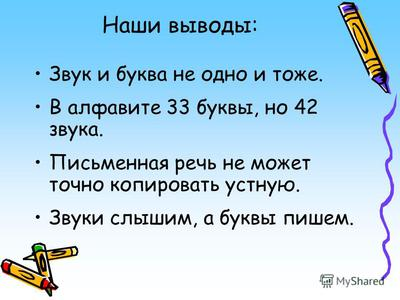 Наши выводы:
• Звук и буква не одно и тоже.
• В алфавите 33 буквы, но 42
звука.
• Письменная речь не может
точно копировать устную.
• Звуки слышим, а буквы пишем.
MyShared